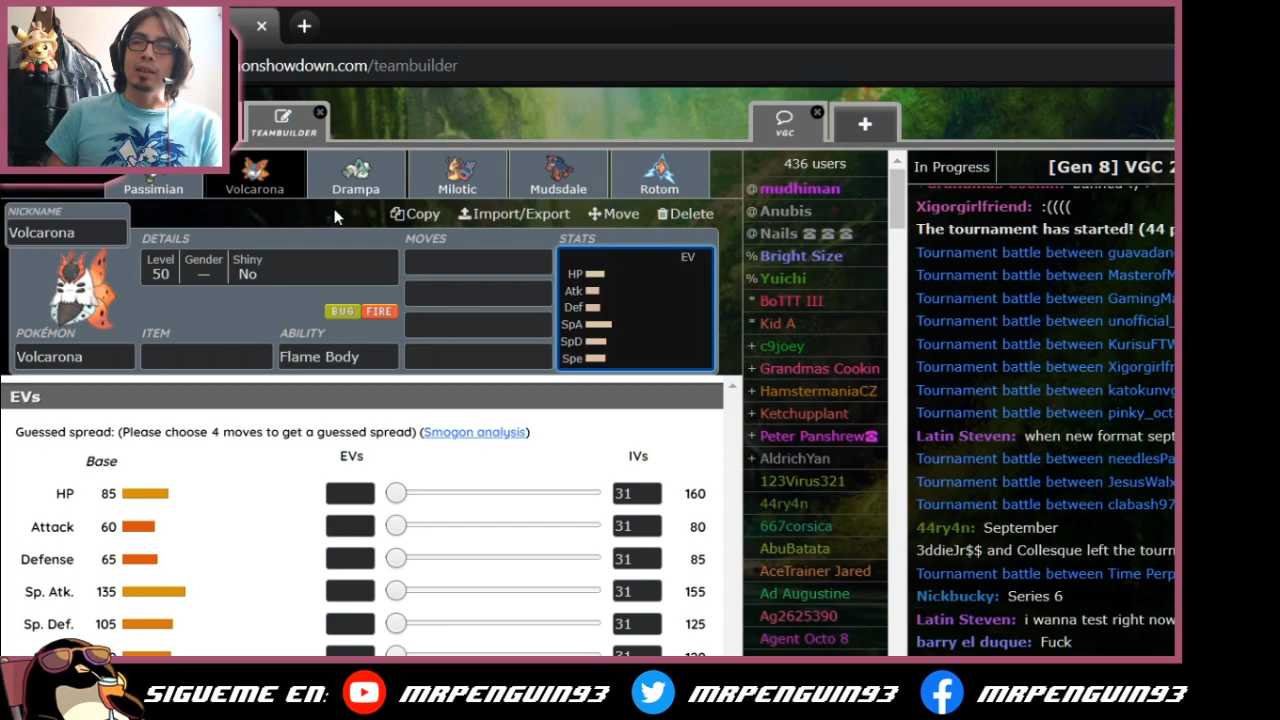 onshowdown.com/teambuilder
TEAMBUILDER
VGC
Passimian
Volcarona
Drampa
Milotic
Mudsdale
Rotom
Copy
Import/Export
Move
Delete
NICKNAME
Volcarona
DETAILS
Level
50
Gender
—
Shiny
No
BUG
FIRE
POKÉMON
Volcarona
ITEM
ABILITY
Flame Body
MOVES
STATS
EV
HP
Atk
Def
SpA
SpD
Spe
EVs
Guessed spread: (Please choose 4 moves to get a guessed spread) (Smogon analysis)
Base
EVs
IVs
HP 85 31 160
Attack 60 31 80
Defense 65 31 85
Sp. Atk. 135 31 155
Sp. Def. 105 31 125
436 users
@ mudhiman
@ Anubis
@ Nails ☎ ☎ ☎
% Bright Size
% Yuichi
* BoTTT III
* Kid A
+ c9joey
+ Grandmas Cookin
+ HamstermaniaCZ
+ Ketchupplant
+ Peter Panshrew☎
+ AldrichYan
123Virus321
44ry4n
667corsica
AbuBatata
AceTrainer Jared
Ad Augustine
Ag2625390
Agent Octo 8
In Progress
[Gen 8] VGC 2
Xigorgirlfriend: :((((
The tournament has started! (44 p
Tournament battle between guavadan
Tournament battle between MasterofM
Tournament battle between GamingMa
Tournament battle between unofficial_
Tournament battle between KurisuFTW
Tournament battle between Xigorgirlfr
Tournament battle between katokunvg
Tournament battle between pinky_oct
Latin Steven: when new format sept
Tournament battle between needlesPa
Tournament battle between JesusWalx
Tournament battle between clabash97
44ry4n: September
3ddieJr$$ and Collesque left the tourn
Tournament battle between Time Perp
Nickbucky: Series 6
Latin Steven: i wanna test right now
barry el duque: Fuck
SIGUEME EN:
MRPENGUIN93
MRPENGUIN93
MRPENGUIN93